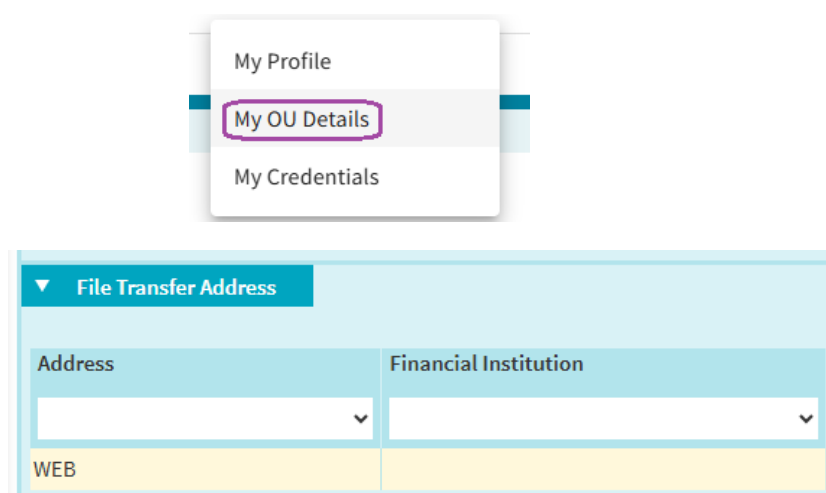 My Profile
My OU Details
My Credentials
File Transfer Address
Address Financial Institution
WEB